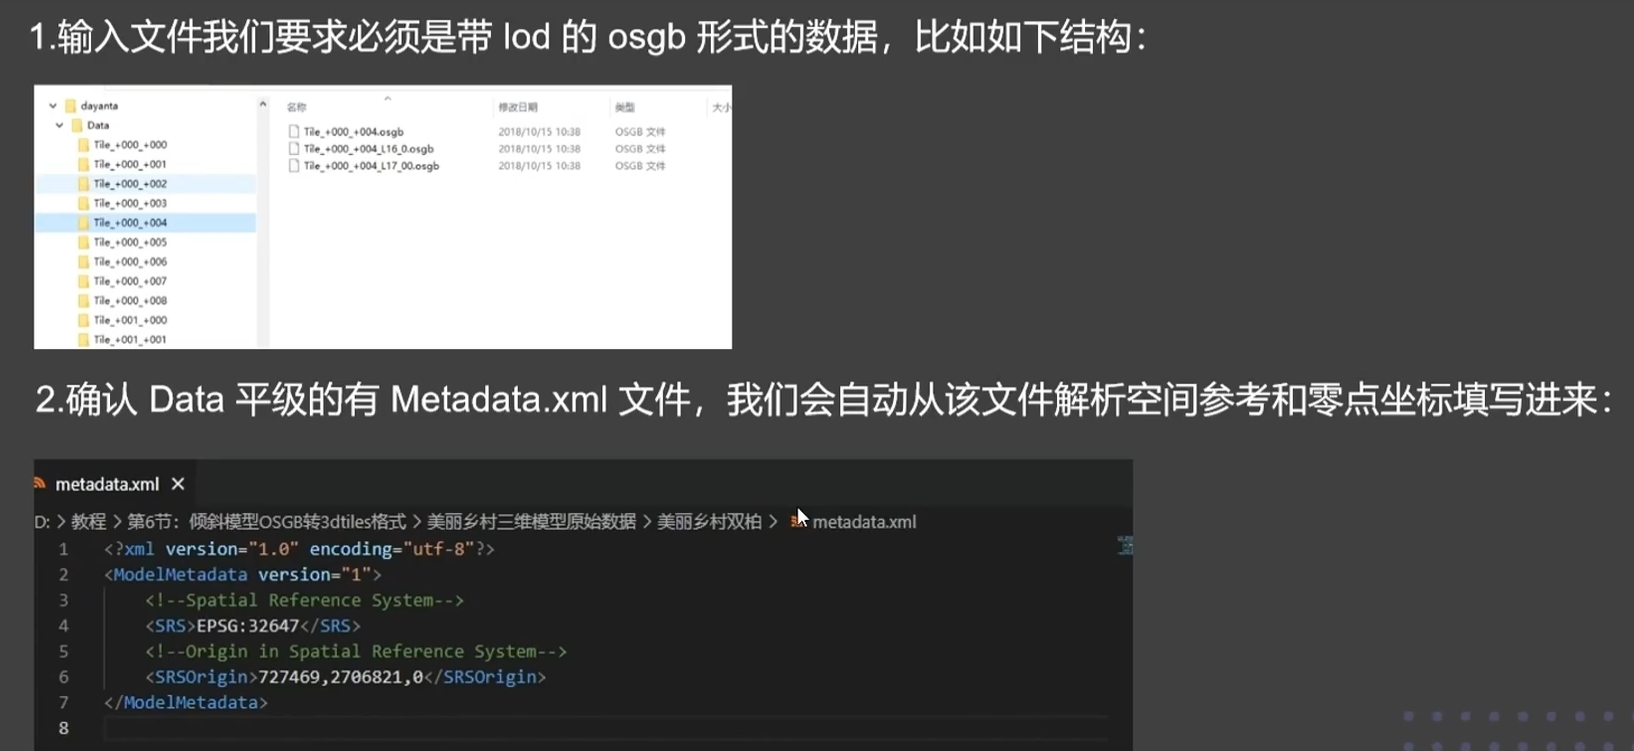 1.输入文件我们要求必须是带 lod 的 osgb 形式的数据，比如如下结构：
dayanta
Data
Tile_+000_+000
Tile_+000_+001
Tile_+000_+002
Tile_+000_+003
Tile_+000_+004
Tile_+000_+005
Tile_+000_+006
Tile_+000_+007
Tile_+000_+008
Tile_+001_+000
Tile_+001_+001
名称 修改日期 类型 大小
Tile_+000_+004.osgb 2018/10/15 10:38 OSGB 文件
Tile_+000_+004_L16_0.osgb 2018/10/15 10:38 OSGB 文件
Tile_+000_+004_L17_00.osgb 2018/10/15 10:38 OSGB 文件
2.确认 Data 平级的有 Metadata.xml 文件，我们会自动从该文件解析空间参考和零点坐标填写进来：
metadata.xml ×
D: > 教程 > 第6节：倾斜模型OSGB转3dtiles格式 > 美丽乡村三维模型原始数据 > 美丽乡村双柏 > metadata.xml
1 <?xml version="1.0" encoding="utf-8"?>
2 <ModelMetadata version="1">
3 <!--Spatial Reference System-->
4 <SRS>EPSG:32647</SRS>
5 <!--Origin in Spatial Reference System-->
6 <SRSOrigin>727469,2706821,0</SRSOrigin>
7 </ModelMetadata>
8